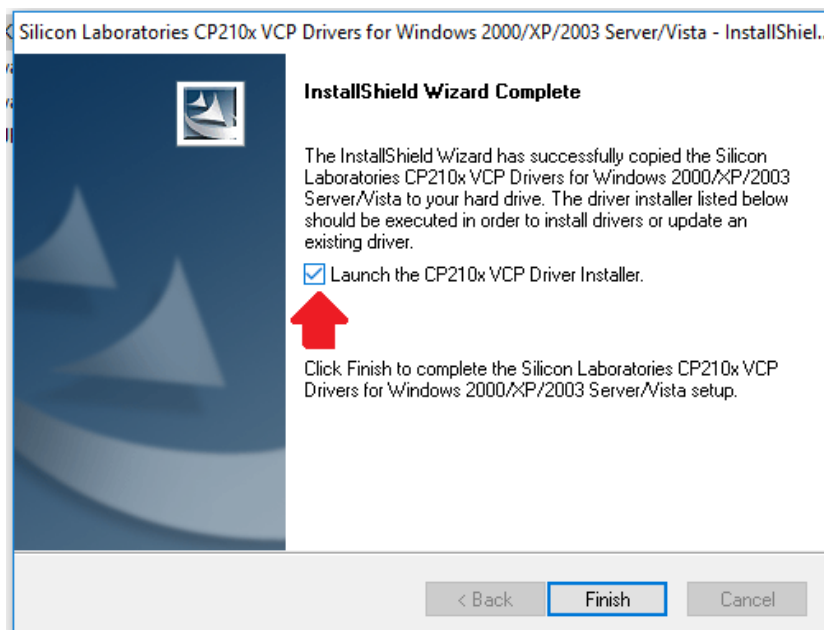 Silicon Laboratories CP210x VCP Drivers for Windows 2000/XP/2003 Server/Vista - InstallShiel...
InstallShield Wizard Complete
The InstallShield Wizard has successfully copied the Silicon
Laboratories CP210x VCP Drivers for Windows 2000/XP/2003
Server/Vista to your hard drive. The driver installer listed below
should be executed in order to install drivers or update an
existing driver.
Launch the CP210x VCP Driver Installer.
Click Finish to complete the Silicon Laboratories CP210x VCP
Drivers for Windows 2000/XP/2003 Server/Vista setup.
< Back
Finish
Cancel